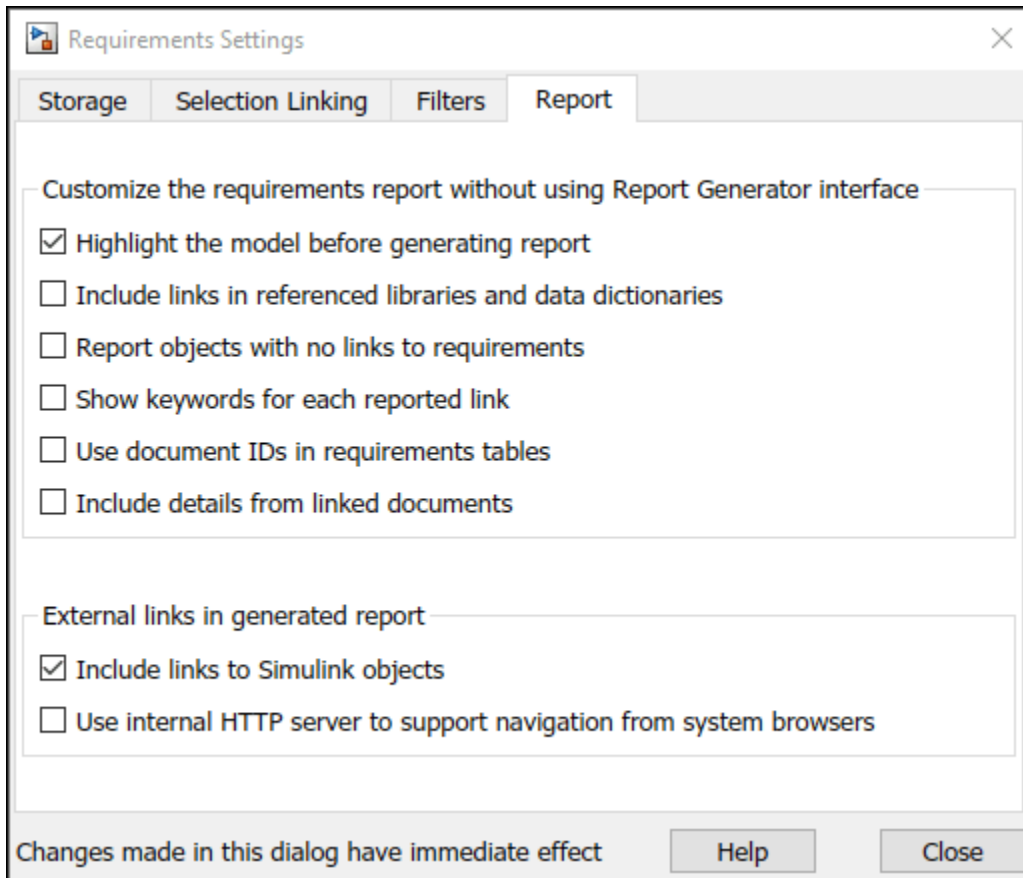 Requirements Settings
Storage
Selection Linking
Filters
Report
Customize the requirements report without using Report Generator interface
Highlight the model before generating report
Include links in referenced libraries and data dictionaries
Report objects with no links to requirements
Show keywords for each reported link
Use document IDs in requirements tables
Include details from linked documents
External links in generated report
Include links to Simulink objects
Use internal HTTP server to support navigation from system browsers
Changes made in this dialog have immediate effect
Help
Close